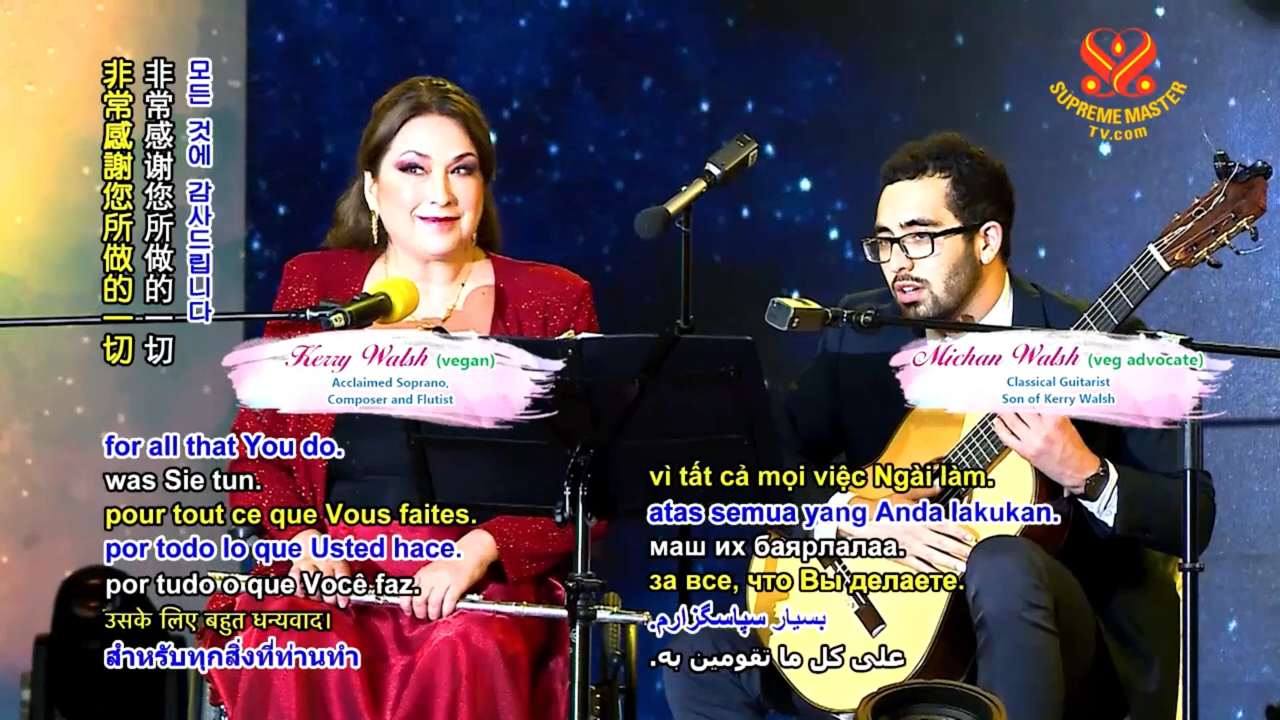 非常感謝您所做的一切
非常感谢您所做的一切
모든 것에 감사드립니다
SUPREME MASTER
TV.com
Kerry Walsh (vegan)
Acclaimed Soprano,
Composer and Flutist
Michan Walsh (veg advocate)
Classical Guitarist
Son of Kerry Walsh
for all that You do.
was Sie tun.
pour tout ce que Vous faites.
por todo lo que Usted hace.
por tudo o que Você faz.
उसके लिए बहुत धन्यवाद।
สำหรับทุกสิ่งที่ท่านทำ
vì tất cả mọi việc Ngài làm.
atas semua yang Anda lakukan.
маш их баярлалаа.
за все, что Вы делаете.
بسیار سپاسگزارم.
على كل ما تقومين به.